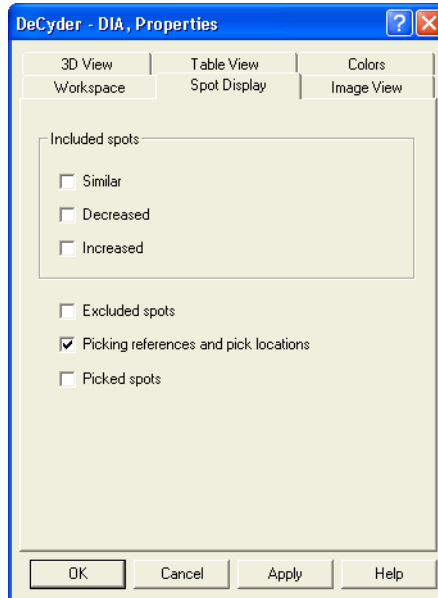 DeCyder - DIA, Properties
3D View Table View Colors
Workspace Spot Display Image View
Included spots
Similar
Decreased
Increased
Excluded spots
Picking references and pick locations
Picked spots
OK Cancel Apply Help